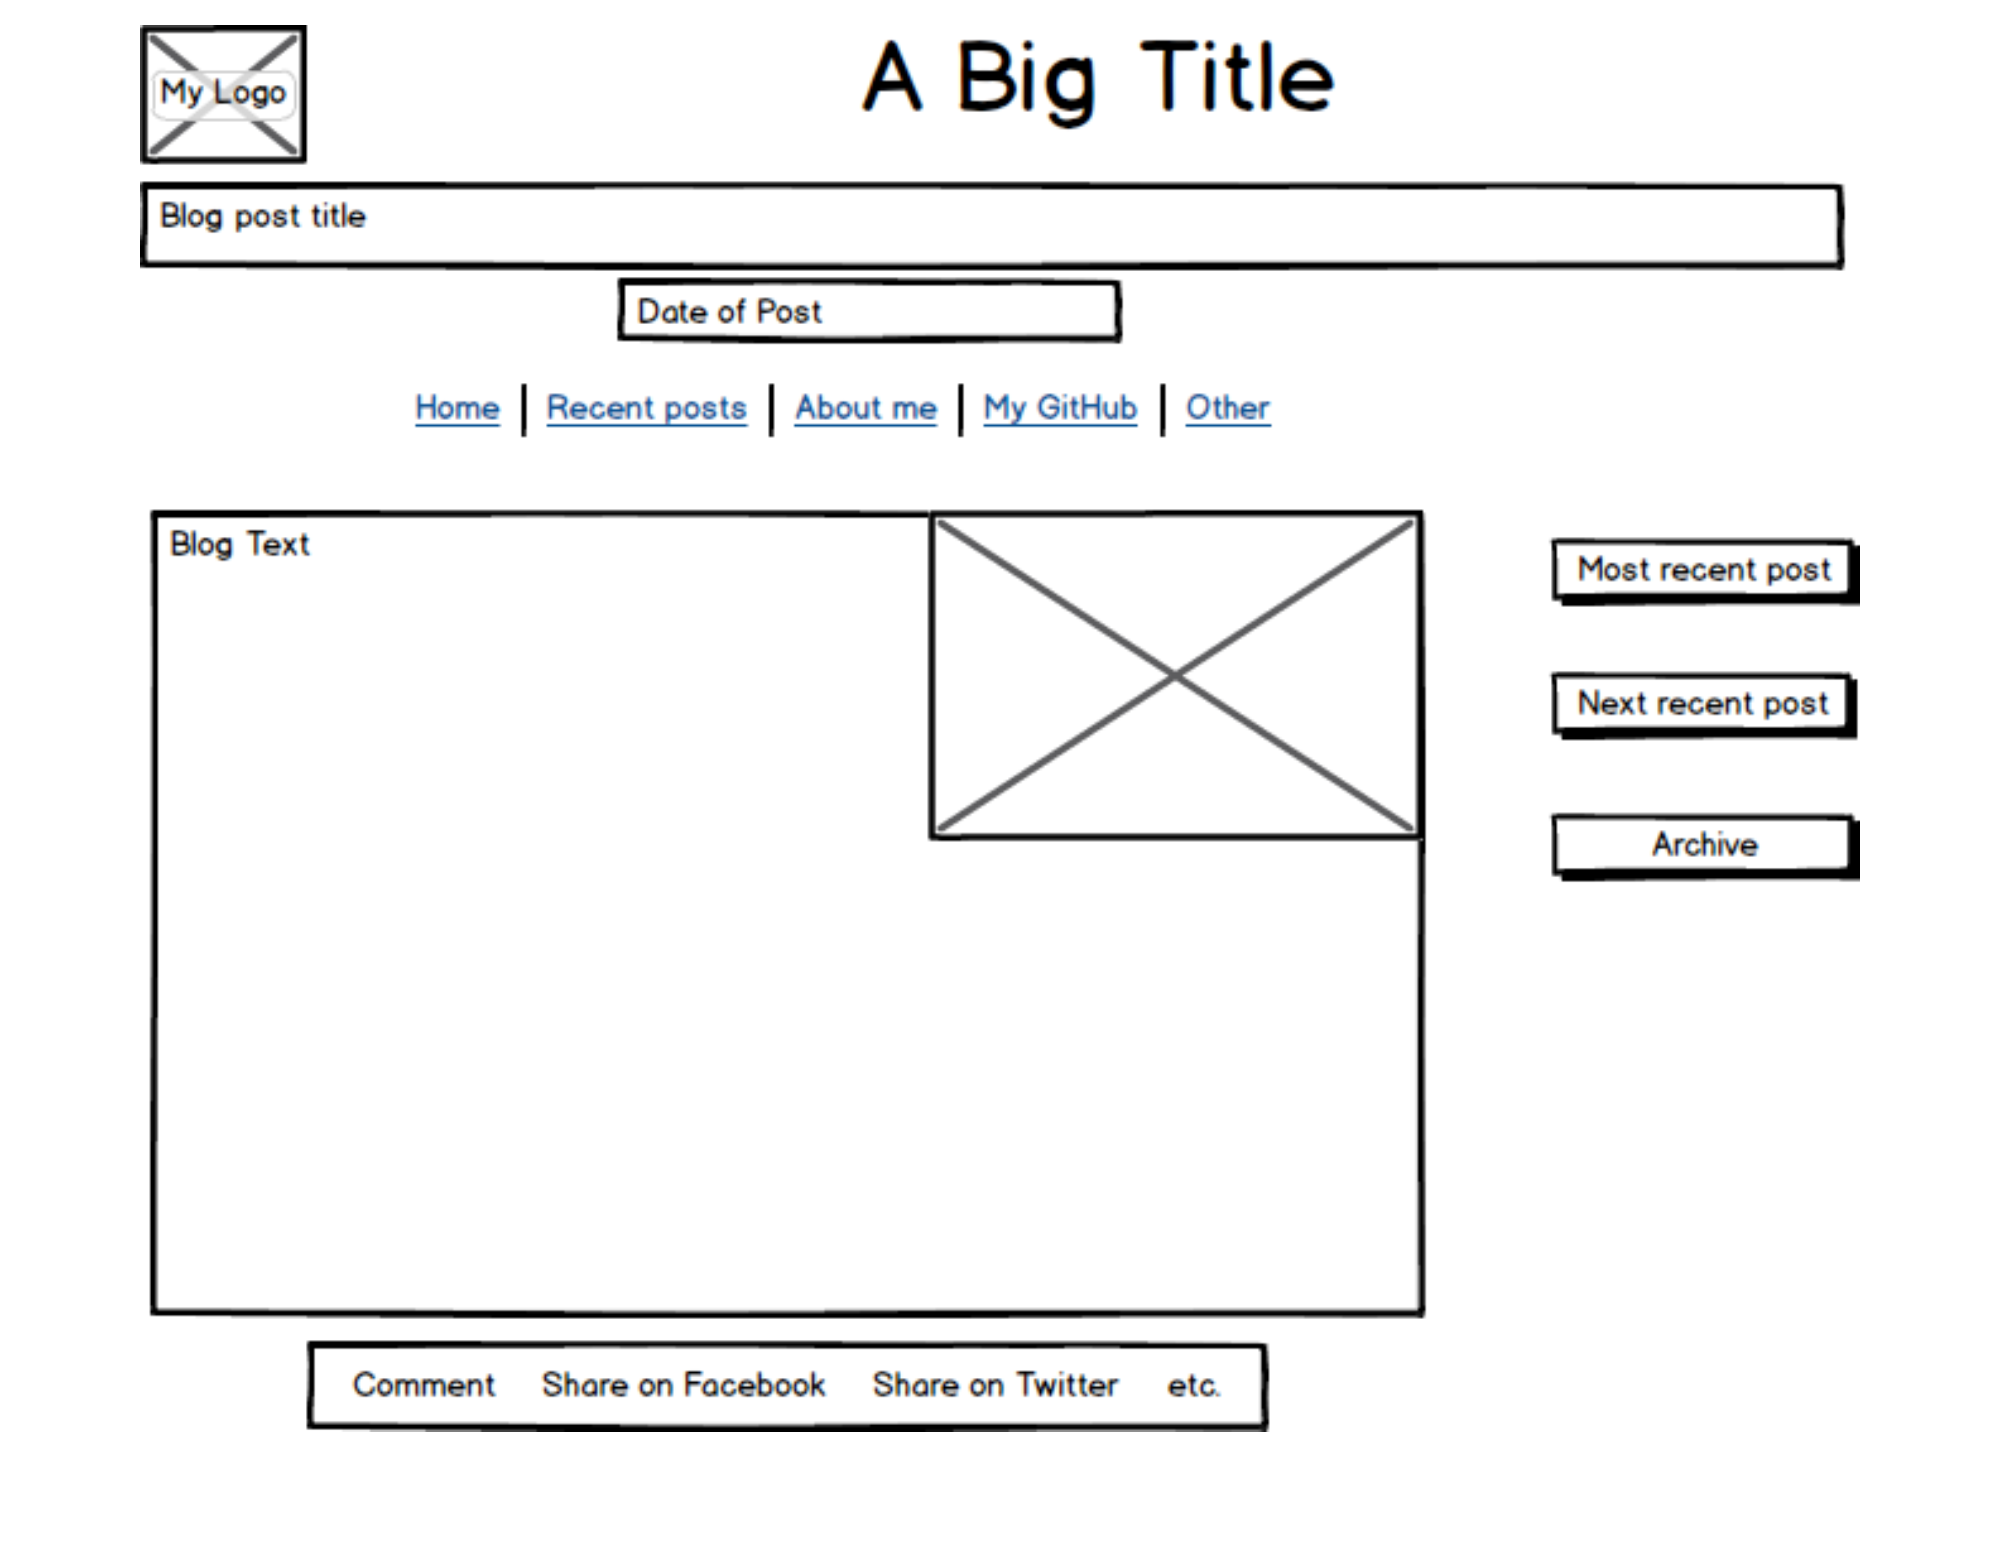 My Logo
A Big Title
Blog post title
Date of Post
Home Recent posts About me My GitHub Other
Blog Text
Most recent post
Next recent post
Archive
Comment Share on Facebook Share on Twitter etc.